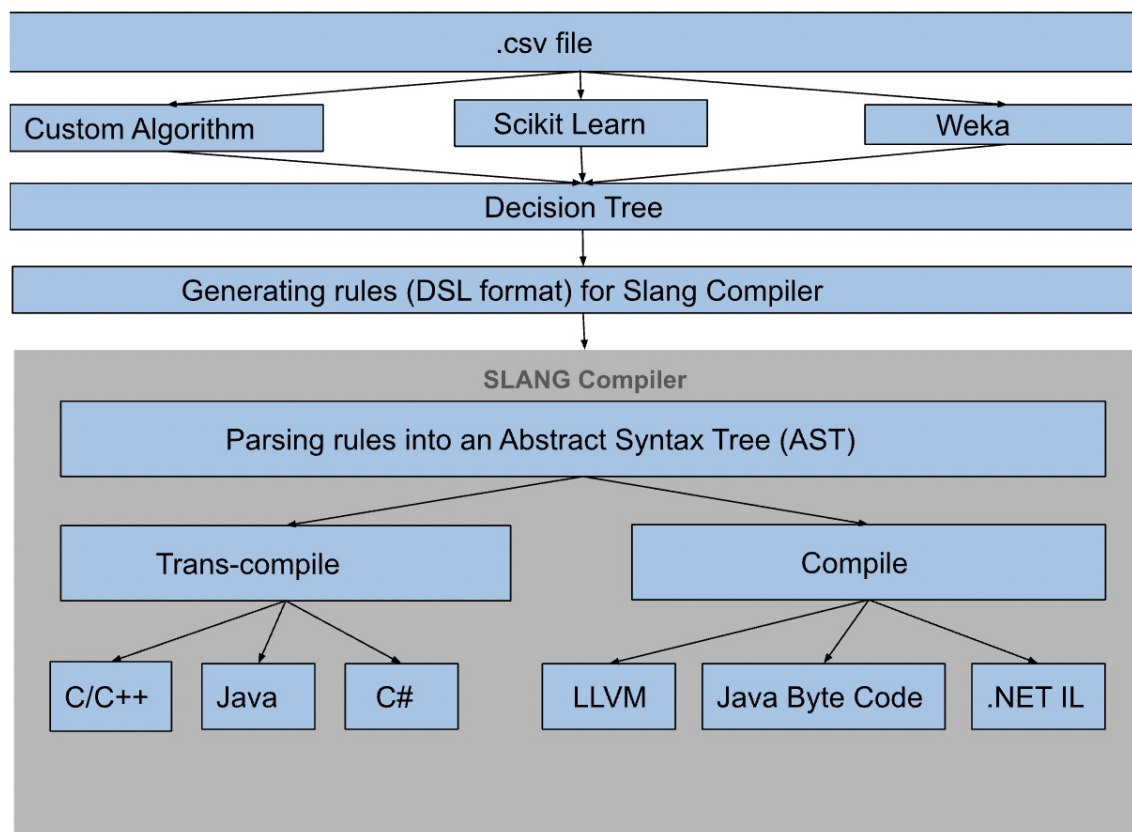 .csv file
Custom Algorithm
Scikit Learn
Weka
Decision Tree
Generating rules (DSL format) for Slang Compiler
SLANG Compiler
Parsing rules into an Abstract Syntax Tree (AST)
Trans-compile
Compile
C/C++
Java
C#
LLVM
Java Byte Code
.NET IL